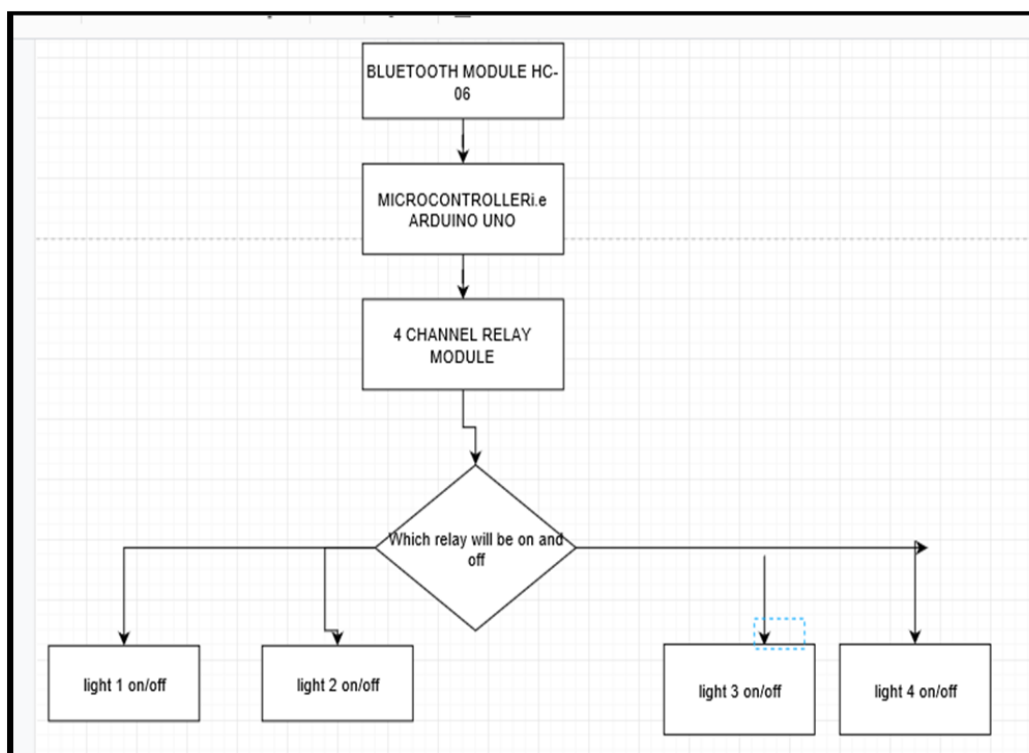 BLUETOOTH MODULE HC-
06
MICROCONTROLLERi.e
ARDUINO UNO
4 CHANNEL RELAY
MODULE
Which relay will be on and
off
light 1 on/off
light 2 on/off
light 3 on/off
light 4 on/off